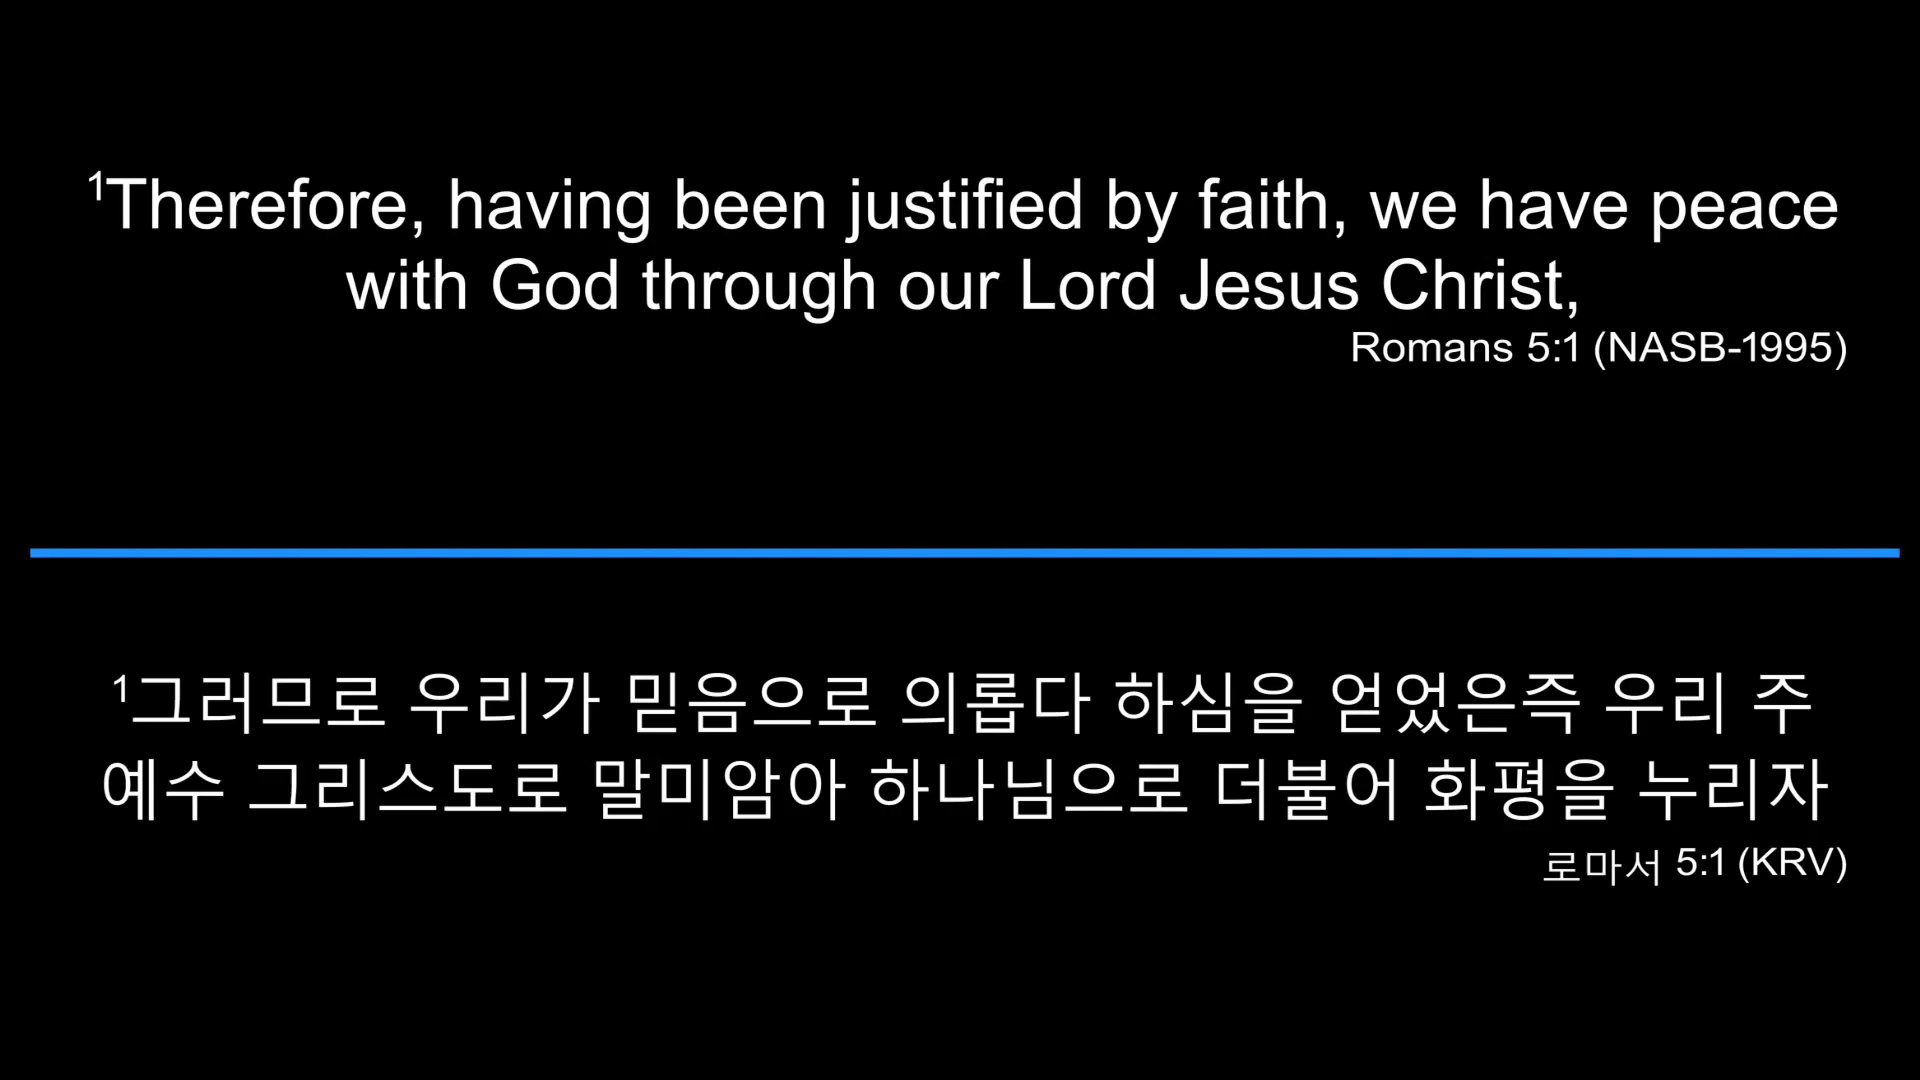 ¹Therefore, having been justified by faith, we have peace
with God through our Lord Jesus Christ,
Romans 5:1 (NASB-1995)
¹그러므로 우리가 믿음으로 의롭다 하심을 얻었은즉 우리 주
예수 그리스도로 말미암아 하나님으로 더불어 화평을 누리자
로마서 5:1 (KRV)